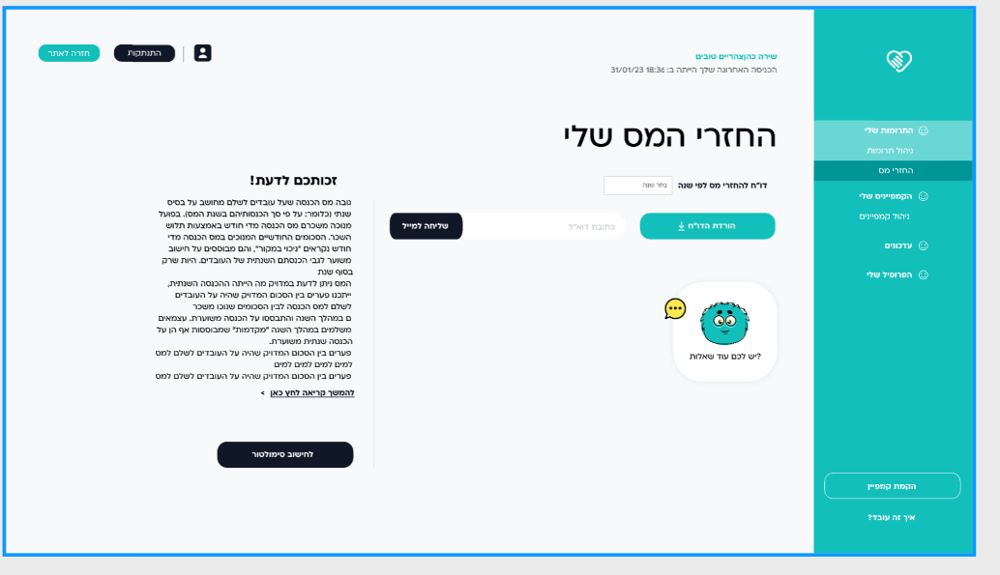 התרומות שלי
ניהול תרומות
החזרי מס
הקמפיינים שלי
ניהול קמפיינים
עדכונים
הפרופיל שלי
הקמת קמפיין
איך זה עובד?
שירה כהןצהריים טובים
הכניסה האחרונה שלך הייתה ב: 18:36 31/01/23
התנתקות
חזרה לאתר
החזרי המס שלי
דו"ח להחזרי מס לפי שנה
בחר שנה
הורדת הדו"ח
כתובת דוא"ל
שליחה למייל
יש לכם עוד שאלות?
זכותכם לדעת!
גובה מס הכנסה שעל עובדים לשלם מחושב על בסיס
שנתי (כלומר: על פי סך הכנסותיהם בשנת המס). בפועל
מנוכה משכרם מס הכנסה מדי חודש באמצעות תלוש
השכר. הסכומים החודשיים המנוכים במס הכנסה מדי
חודש נקראים "ניכוי במקור", והם מבוססים על חישוב
משוער לגבי הכנסתם השנתית של העובדים. היות שרק
בסוף שנת
המס ניתן לדעת במדויק מה הייתה ההכנסה השנתית,
ייתכנו פערים בין הסכום המדויק שהיה על העובדים
לשלם למס הכנסה לבין הסכומים שנוכו משכר
ם במהלך השנה והתבססו על הכנסה משוערת. עצמאים
משלמים במהלך השנה "מקדמות" שמבוססות אף הן על
הכנסה שנתית משוערת.
פערים בין הסכום המדויק שהיה על העובדים לשלם למס
למים למים למים למים
פערים בין הסכום המדויק שהיה על העובדים לשלם למס
להמשך קריאה לחץ כאן >
לחישוב סימולטור